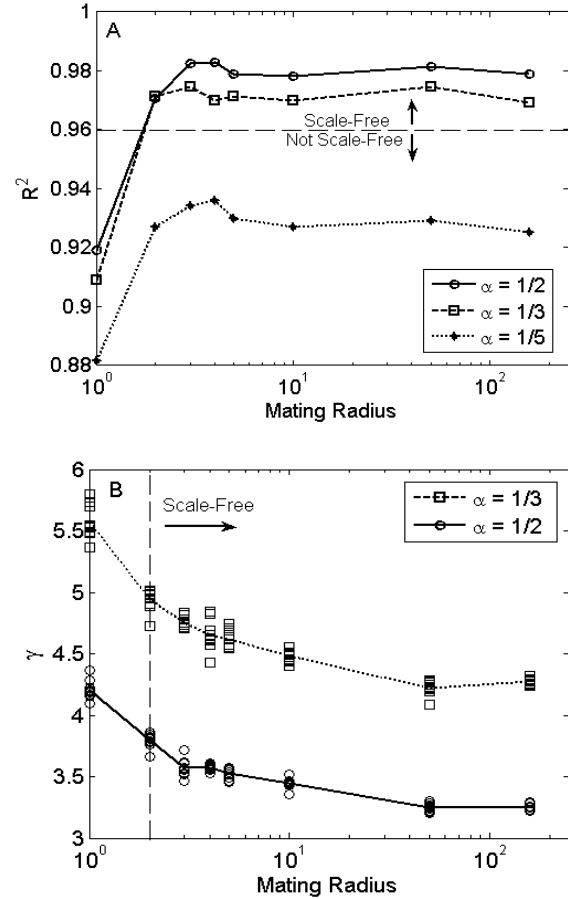 A
1
0.98
0.96
0.94
0.92
0.9
0.88
R²
Scale-Free
Not Scale-Free
α = 1/2
α = 1/3
α = 1/5
10⁰
10¹
10²
Mating Radius
B
6
5.5
5
4.5
4
3.5
3
γ
Scale-Free
α = 1/3
α = 1/2
10⁰
10¹
10²
Mating Radius